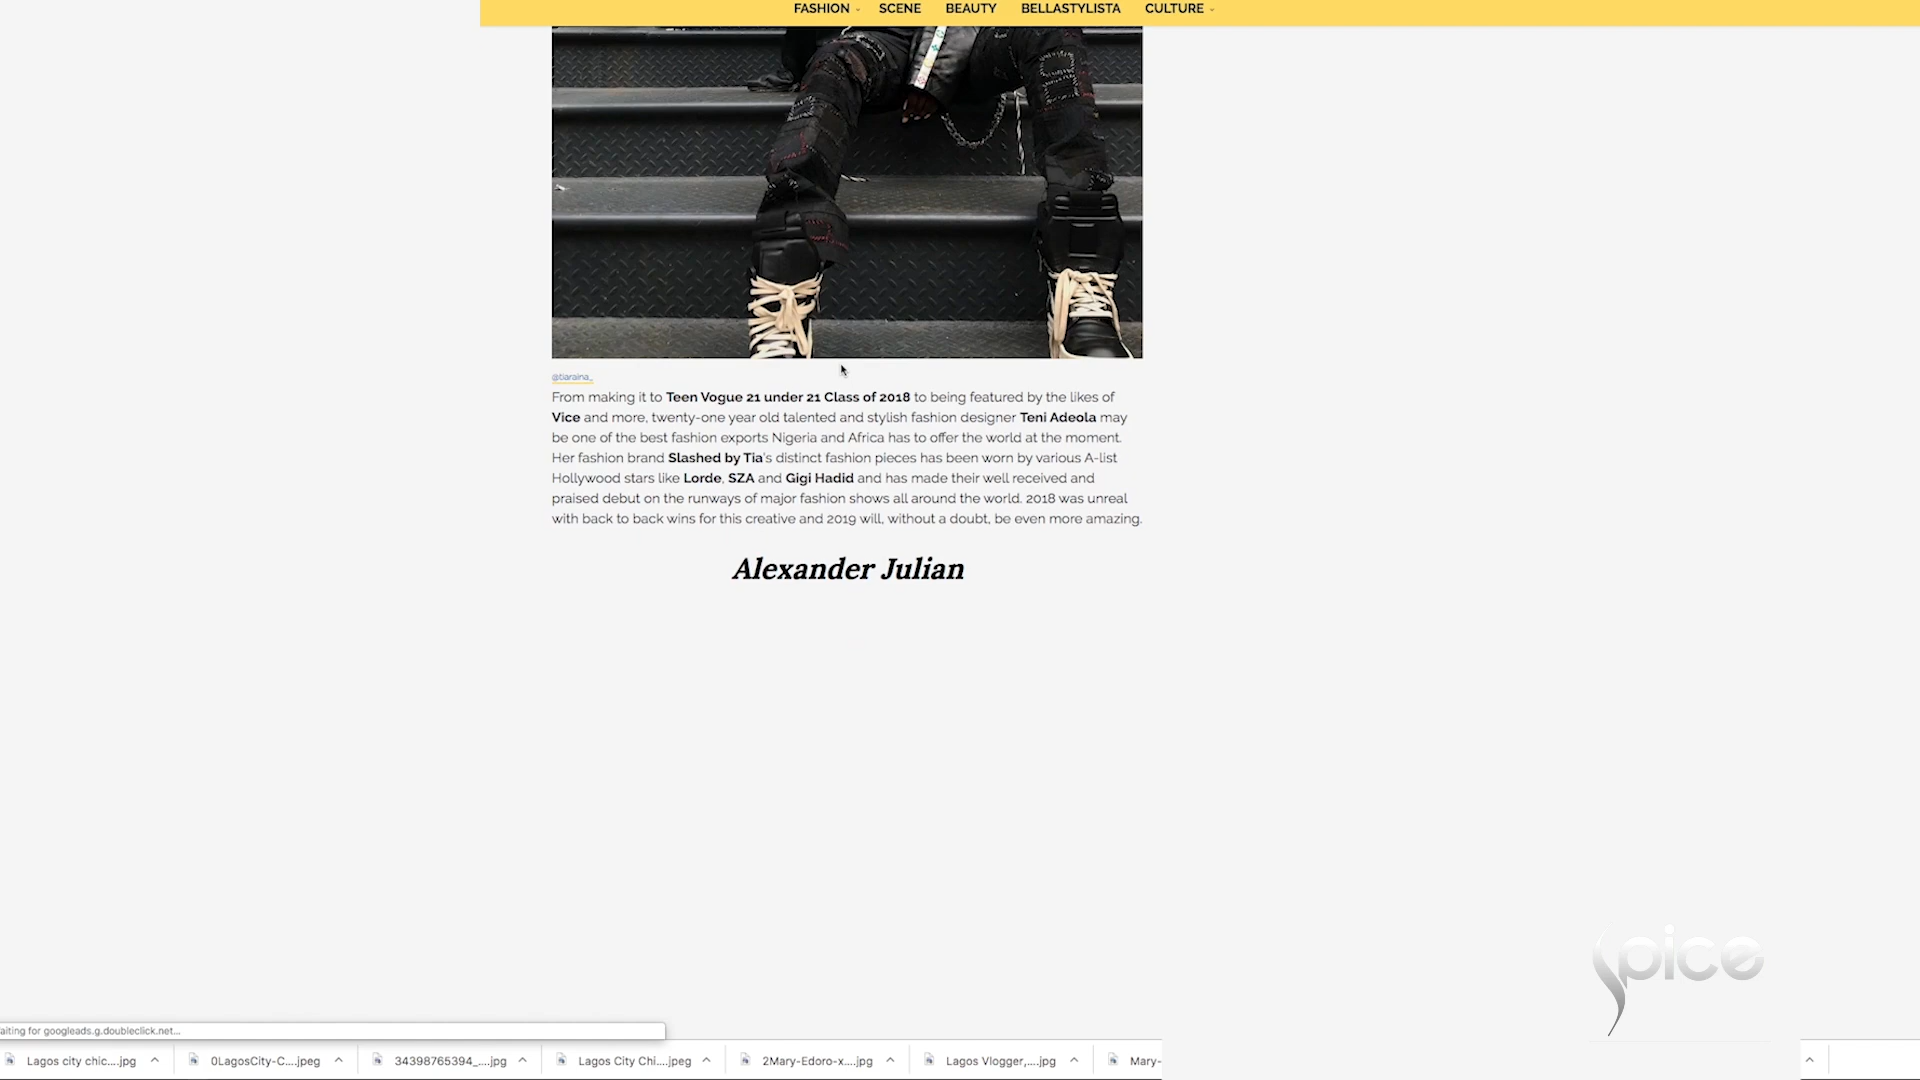 FASHION SCENE BEAUTY BELLASTYLISTA CULTURE
@tiaraina_
From making it to Teen Vogue 21 under 21 Class of 2018 to being featured by the likes of
Vice and more, twenty-one year old talented and stylish fashion designer Teni Adeola may
be one of the best fashion exports Nigeria and Africa has to offer the world at the moment.
Her fashion brand Slashed by Tia's distinct fashion pieces has been worn by various A-list
Hollywood stars like Lorde, SZA and Gigi Hadid and has made their well received and
praised debut on the runways of major fashion shows all around the world. 2018 was unreal
with back to back wins for this creative and 2019 will, without a doubt, be even more amazing.
Alexander Julian
Spice
aiting for googleads.g.doubleclick.net...
Lagos city chic....jpg 0LagosCity-C....jpeg 34398765394_....jpg Lagos City Chi....jpeg 2Mary-Edoro-x....jpg Lagos Vlogger,....jpg Mary-